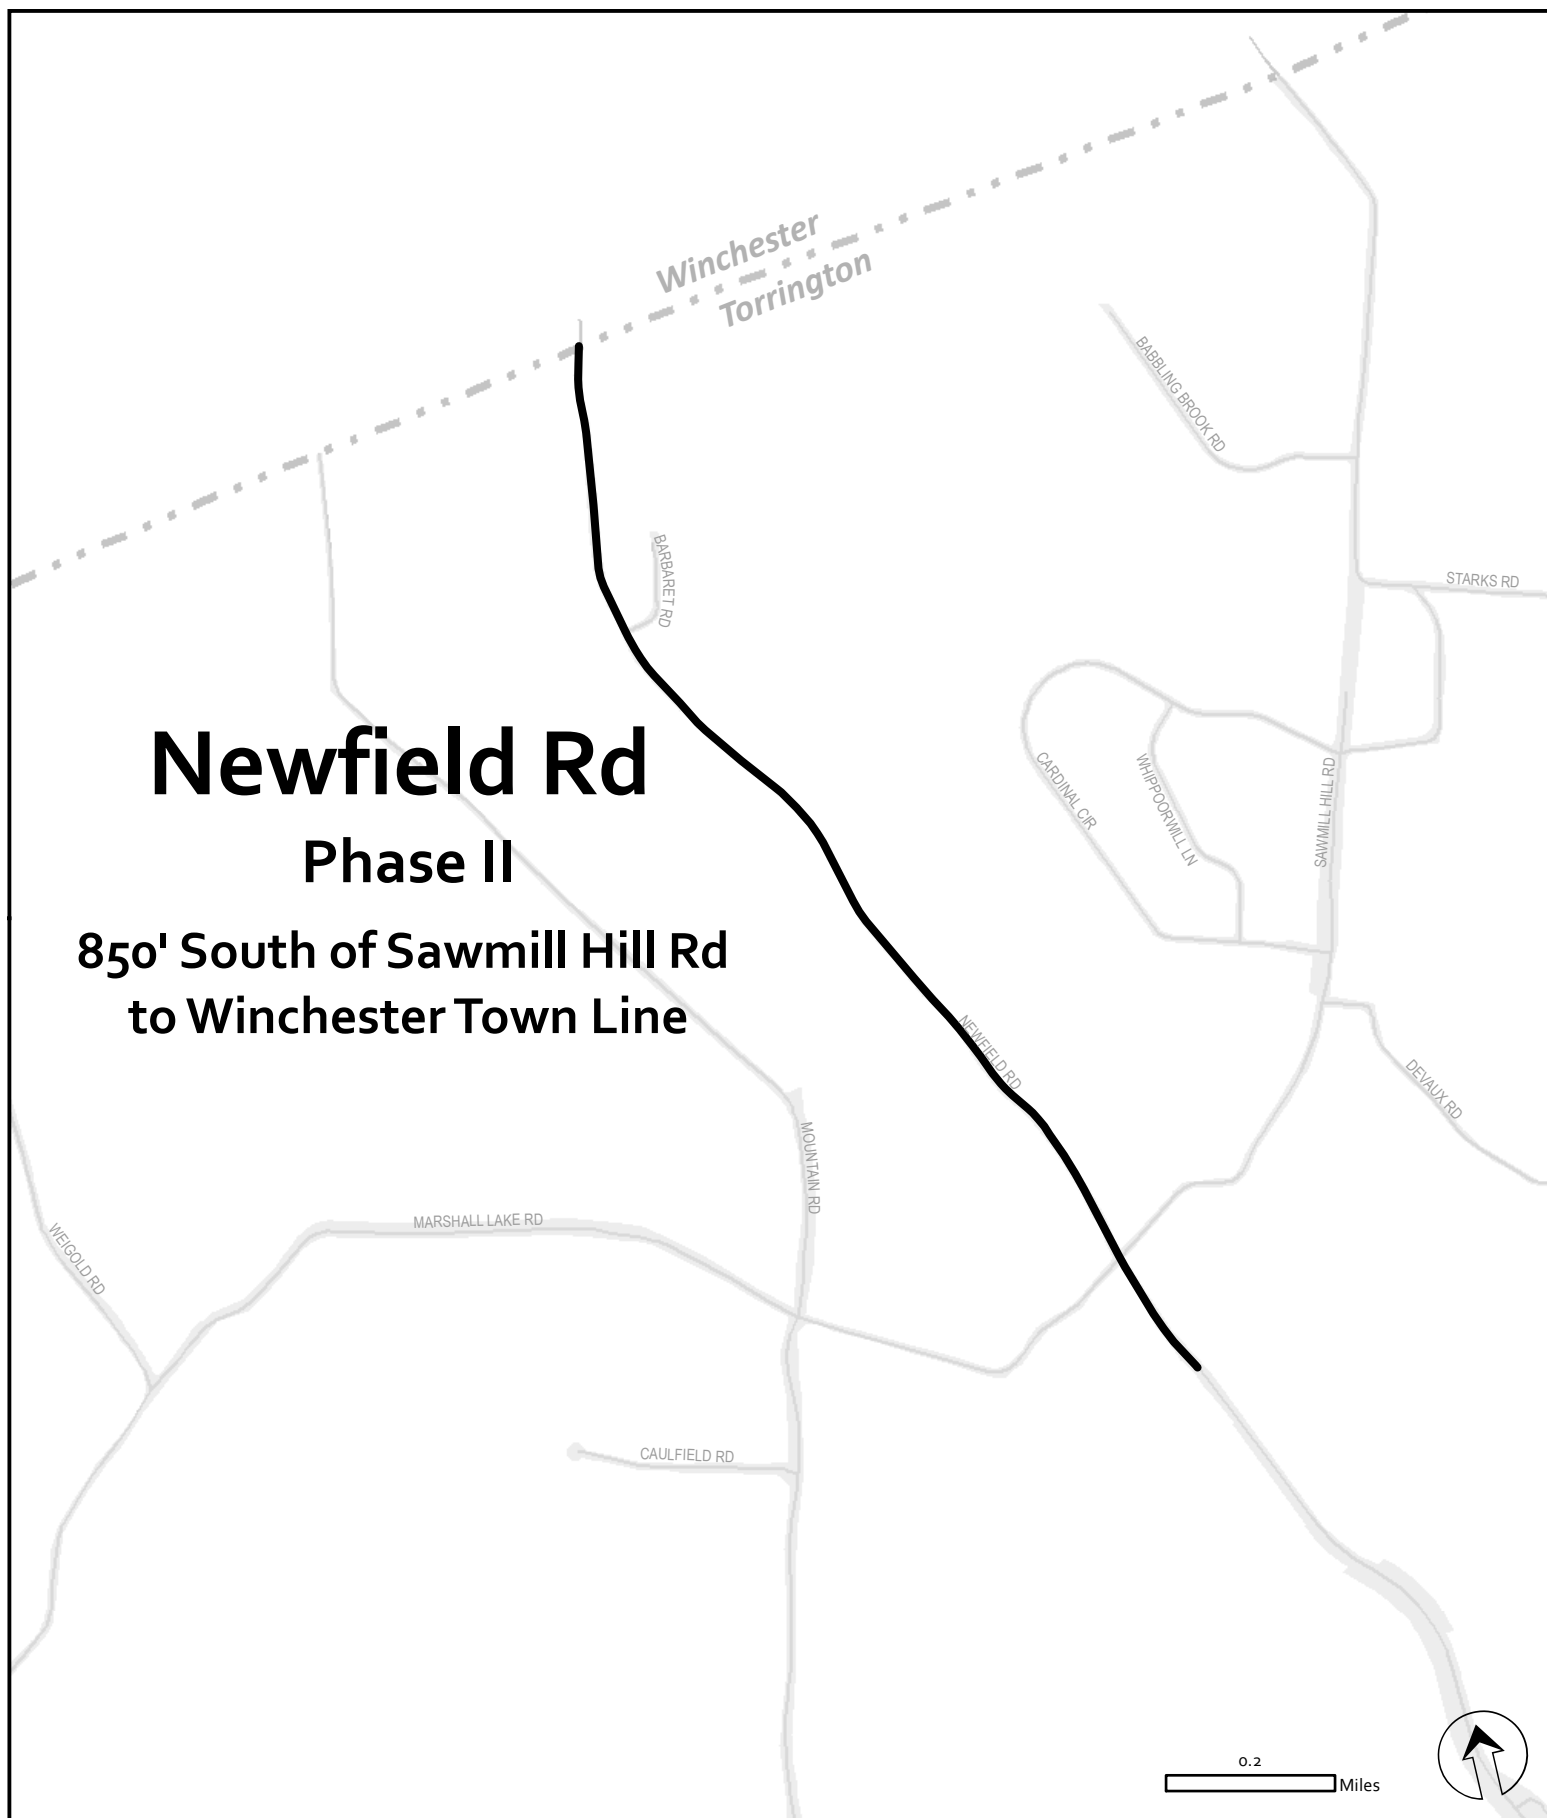 Winchester
Torrington
BABBLING BROOK RD
BARBARET RD
STARKS RD
Newfield Rd
Phase II
850' South of Sawmill Hill Rd
to Winchester Town Line
CARDINAL CIR
WHIPPOORWILL LN
SAWMILL HILL RD
NEWFIELD RD
DEVAUX RD
MOUNTAIN RD
MARSHALL LAKE RD
WEIGOLD RD
CAULFIELD RD
0.2
Miles